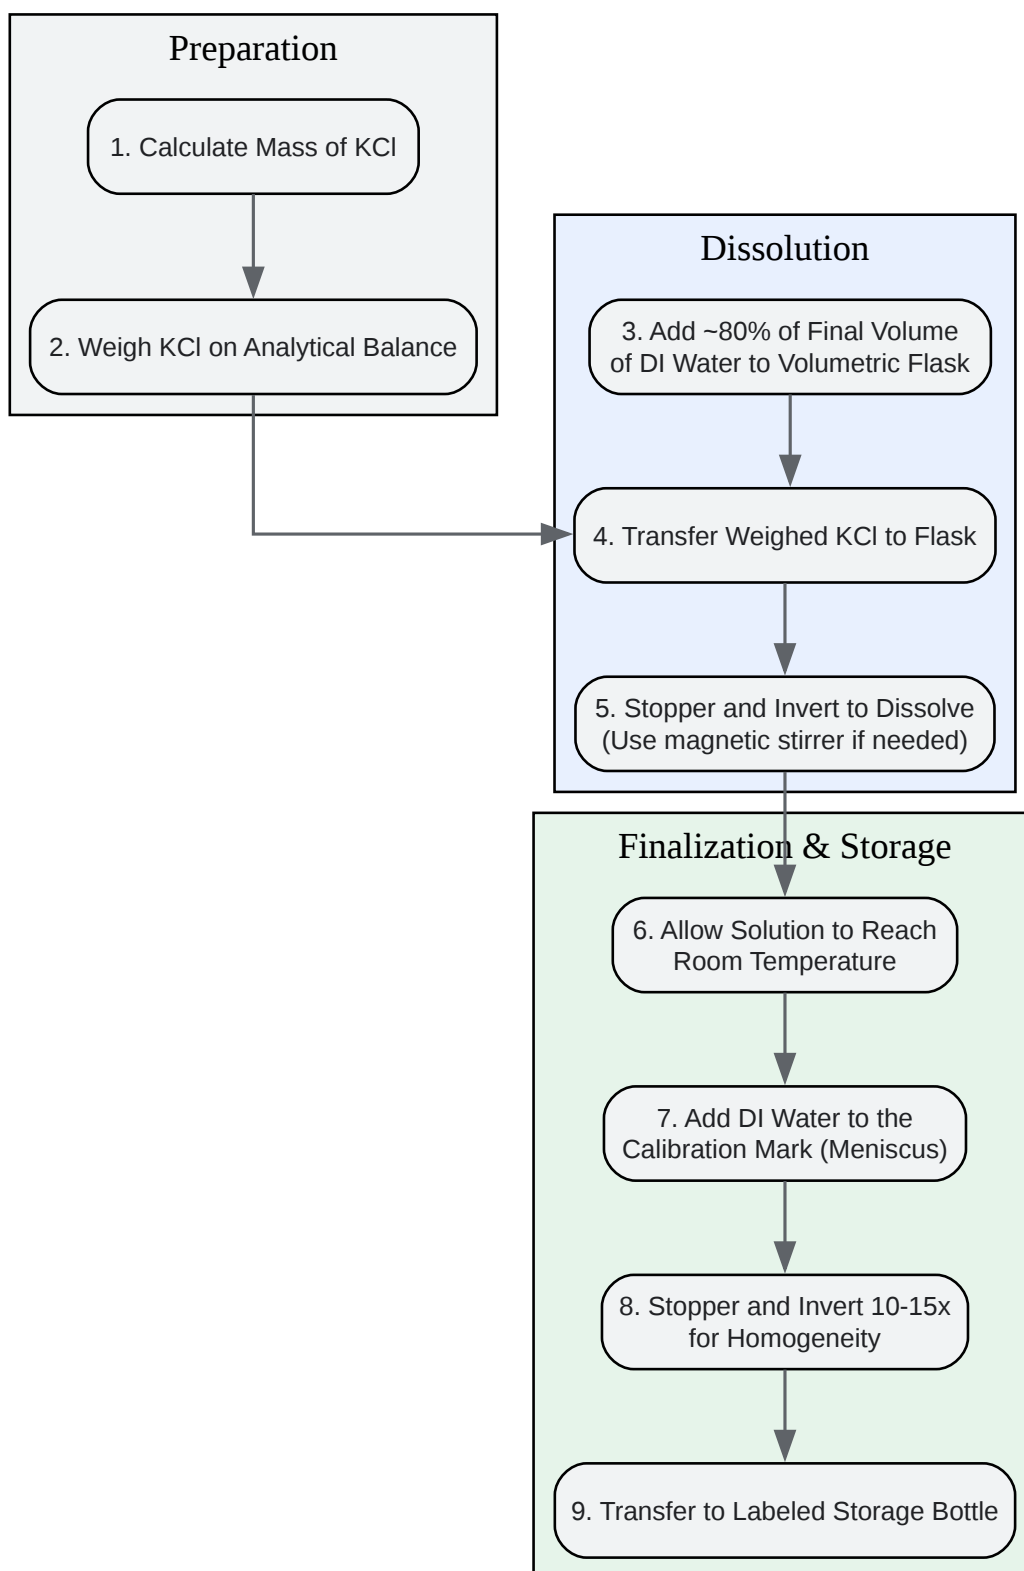 Preparation
1. Calculate Mass of KCl
2. Weigh KCl on Analytical Balance
Dissolution
3. Add ~80% of Final Volume
of DI Water to Volumetric Flask
4. Transfer Weighed KCl to Flask
5. Stopper and Invert to Dissolve
(Use magnetic stirrer if needed)
Finalization & Storage
6. Allow Solution to Reach
Room Temperature
7. Add DI Water to the
Calibration Mark (Meniscus)
8. Stopper and Invert 10-15x
for Homogeneity
9. Transfer to Labeled Storage Bottle